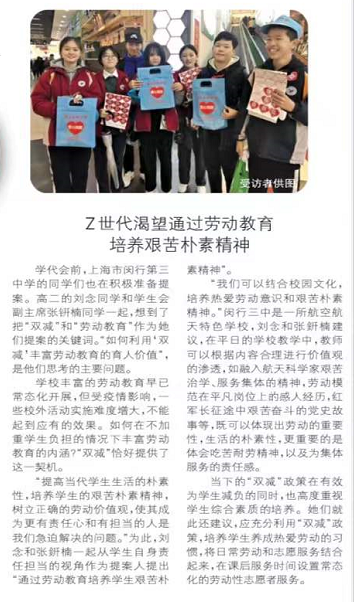 受访者供图
Z世代渴望通过劳动教育
培养艰苦朴素精神
学代会前，上海市闵行第三
中学的同学们也在积极准备提
案。高二的刘念同学和学生会
副主席张钘楠同学一起，想到了
把“双减”和“劳动教育”作为她
们提案的关键词。“如何利用‘双
减’丰富劳动教育的育人价值”，
是他们思考的主要问题。
学校丰富的劳动教育早已
常态化开展，但受疫情影响，一
些校外活动实施难度增大，不能
起到应有的效果。如何在不加
重学生负担的情况下丰富劳动
教育的内涵？“双减”恰好提供了
这一契机。
“提高当代学生生活的朴素
性，培养学生的艰苦朴素精神，
树立正确的劳动价值观，使其成
为更有责任心和有担当的人是
我们急迫解决的问题。”为此，刘
念和张钘楠一起从学生自身责
任担当的视角作为提案人提出
“通过劳动教育培养学生艰苦朴
素精神”。
“我们可以结合校园文化，
培养热爱劳动意识和艰苦朴素
精神。”闵行三中是一所航空航
天特色学校，刘念和张钘楠建
议，在平日的学校教学中，教师
可以根据内容合理进行价值观
的渗透，如融入航天科学家艰苦
治学、服务集体的精神，劳动模
范在平凡岗位上的感人经历，红
军长征途中艰苦奋斗的党史故
事等，既可以体现出劳动的重要
性，生活的朴素性，更重要的是
体会吃苦耐劳精神，以及为集体
服务的责任感。
当下的“双减”政策在有效
为学生减负的同时，也高度重视
学生综合素质的培养。她们就
此还建议，应充分利用“双减”政
策，培养学生养成热爱劳动的习
惯，将日常劳动和志愿服务结合
起来，在课后服务时间设置常态
化的劳动性志愿者服务。